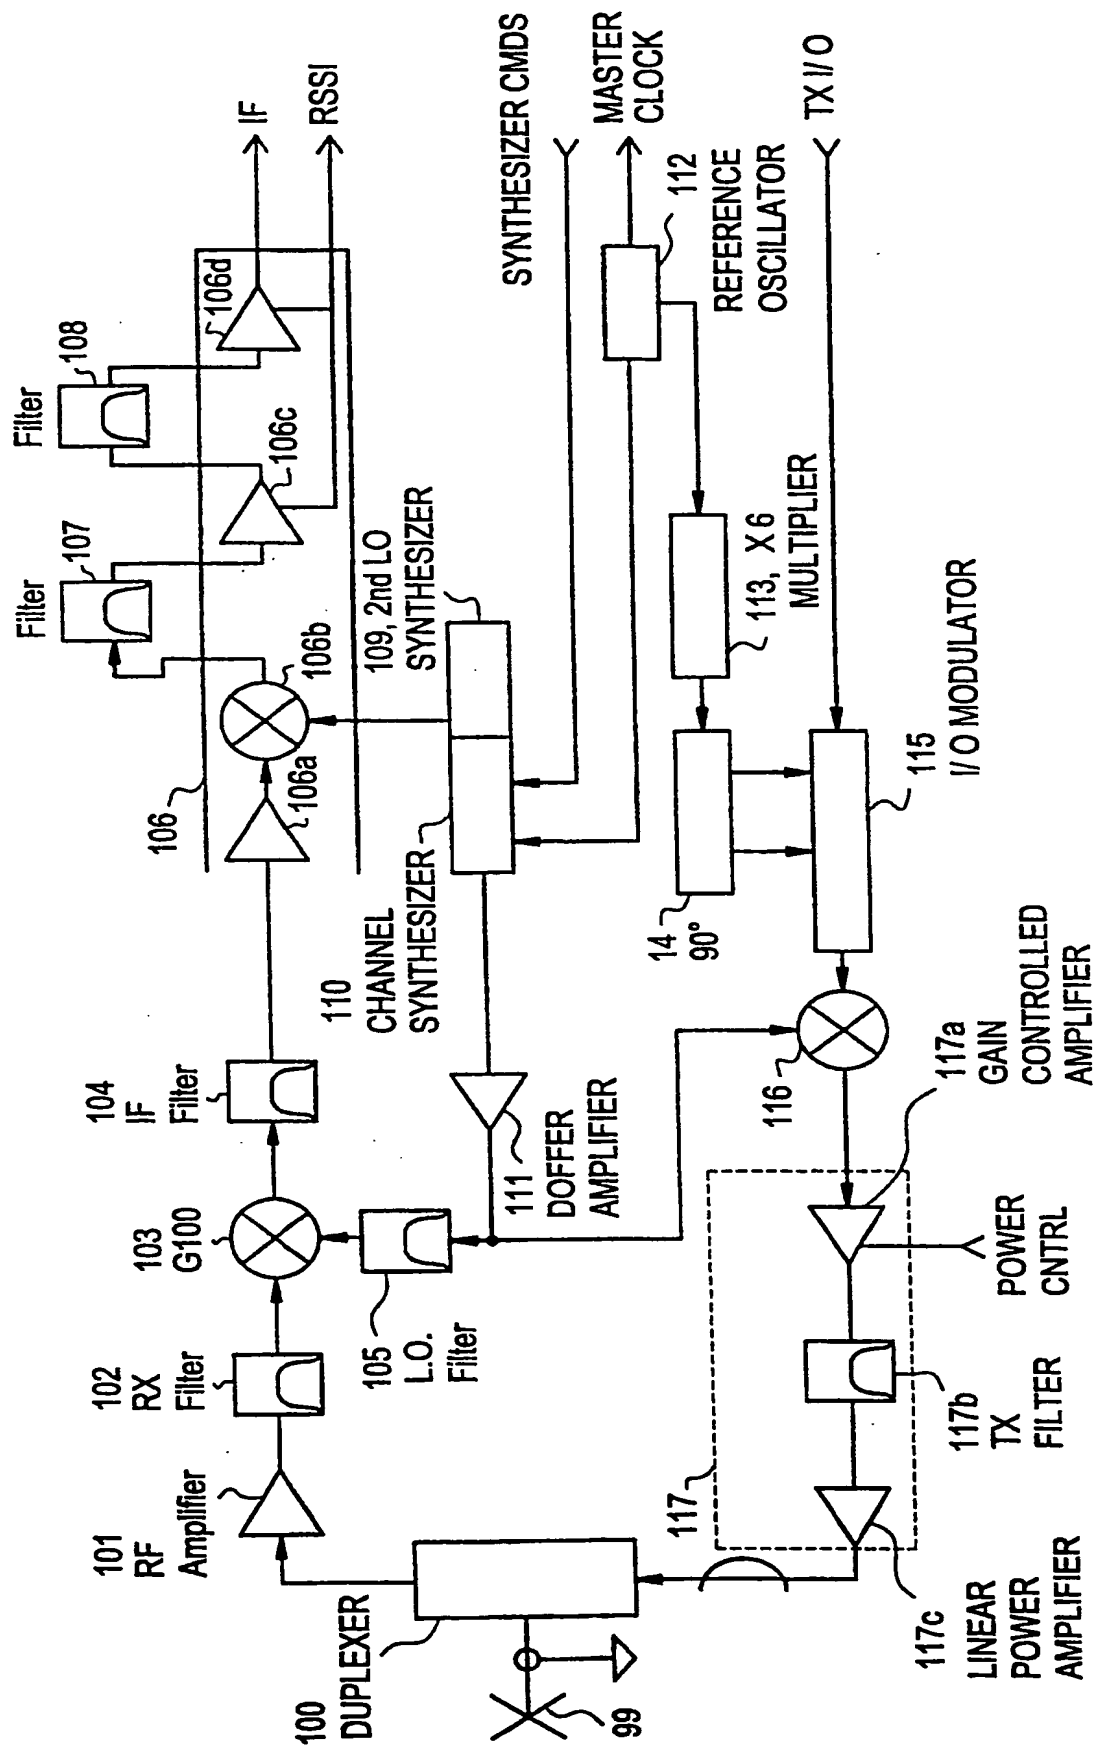 101
RF
Amplifier
102
RX
Filter
103
G100
104
IF
Filter
106
106a
106b
Filter
107
106c
Filter
108
106d
IF
RSSI
105
L.O.
Filter
111
DOFFER
AMPLIFIER
110
CHANNEL
SYNTHESIZER
109, 2nd LO
SYNTHESIZER
SYNTHESIZER CMDS
MASTER
CLOCK
112
REFERENCE
OSCILLATOR
113, X 6
MULTIPLIER
14
90°
TX I/O
115
I/O MODULATOR
116
117a
GAIN
CONTROLLED
AMPLIFIER
POWER
CNTRL
117
117b
TX
FILTER
117c
LINEAR
POWER
AMPLIFIER
100
DUPLEXER
99